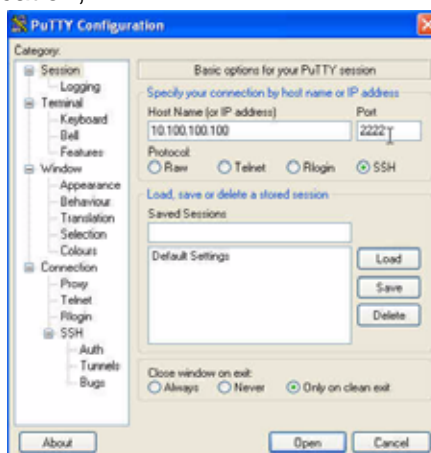 PuTTY Configuration
Category:
Session
Logging
Terminal
Keyboard
Bell
Features
Window
Appearance
Behaviour
Translation
Selection
Colours
Connection
Proxy
Telnet
Rlogin
SSH
Auth
Tunnels
Bugs
Basic options for your PuTTY session
Specify your connection by host name or IP address
Host Name (or IP address)
Port
10.100.100.100
2222
Protocol:
Raw
Telnet
Rlogin
SSH
Load, save or delete a stored session
Saved Sessions
Default Settings
Load
Save
Delete
Close window on exit:
Always
Never
Only on clean exit
About
Open
Cancel